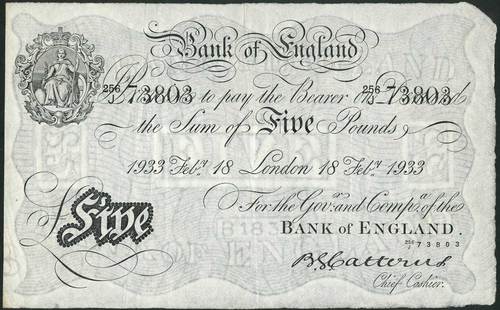 Bank of England
256/J 73803 to pay the Bearer on Demand 256/J 73803
the Sum of Five Pounds
1933 Feby. 18 London 18 Feby. 1933
For the Govr. and Compa. of the
BANK OF ENGLAND.
256/J 73803
£Five
B G Catterns
Chief Cashier.